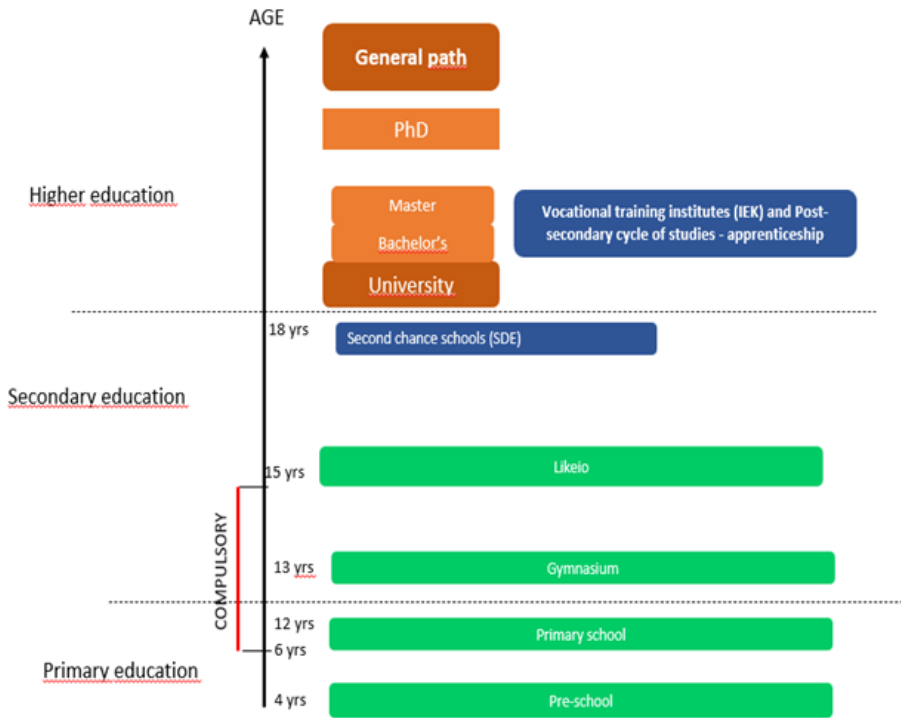 AGE
General path
PhD
Higher education
Master
Bachelor's
University
Vocational training institutes (IEK) and Post-
secondary cycle of studies - apprenticeship
18 yrs
Second chance schools (SDE)
Secondary education
Likeio
15 yrs
COMPULSORY
13 yrs
Gymnasium
12 yrs
Primary school
6 yrs
Primary education
4 yrs
Pre-school